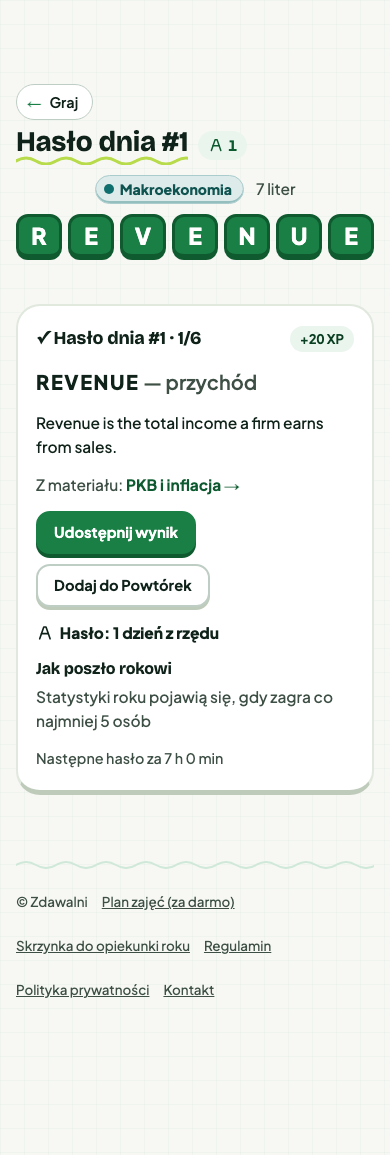 ← Graj
Hasło dnia #1 A 1
Makroekonomia 7 liter
R E V E N U E
✓ Hasło dnia #1 · 1/6 +20 XP
REVENUE — przychód
Revenue is the total income a firm earns
from sales.
Z materiału: PKB i inflacja →
Udostępnij wynik
Dodaj do Powtórek
A Hasło: 1 dzień z rzędu
Jak poszło rokowi
Statystyki roku pojawią się, gdy zagra co
najmniej 5 osób
Następne hasło za 7 h 0 min
© Zdawalni Plan zajęć (za darmo)
Skrzynka do opiekunki roku Regulamin
Polityka prywatności Kontakt